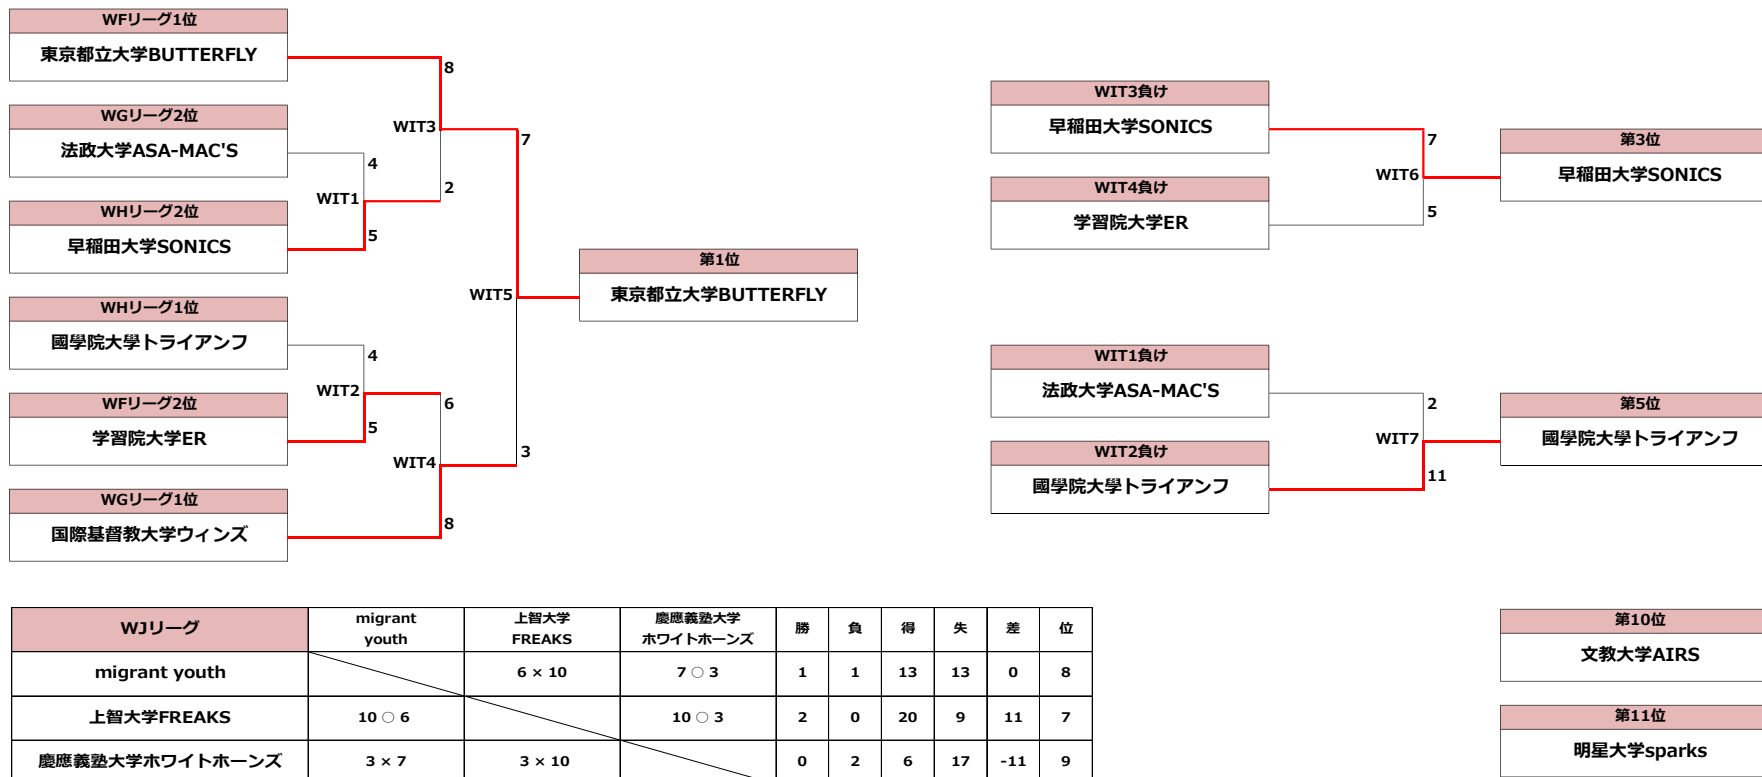 WFリーグ1位
東京都立大学BUTTERFLY
8
WGリーグ2位
法政大学ASA-MAC'S
WIT3
7
4
2
WIT1
WHリーグ2位
早稲田大学SONICS
5
第1位
東京都立大学BUTTERFLY
WIT5
WHリーグ1位
國學院大學トライアンフ
4
WIT2
6
WFリーグ2位
学習院大学ER
5
3
WIT4
WGリーグ1位
国際基督教大学ウィンズ
8
WIT3負け
早稲田大学SONICS
7
第3位
早稲田大学SONICS
WIT6
WIT4負け
学習院大学ER
5
WIT1負け
法政大学ASA-MAC'S
2
第5位
國學院大學トライアンフ
WIT7
WIT2負け
國學院大學トライアンフ
11
WJリーグ migrant youth 上智大学FREAKS 慶應義塾大学ホワイトホーンズ 勝 負 得 失 差 位
migrant youth 6 × 10 7 ○ 3 1 1 13 13 0 8
上智大学FREAKS 10 ○ 6 10 ○ 3 2 0 20 9 11 7
慶應義塾大学ホワイトホーンズ 3 × 7 3 × 10 0 2 6 17 -11 9
第10位
文教大学AIRS
第11位
明星大学sparks